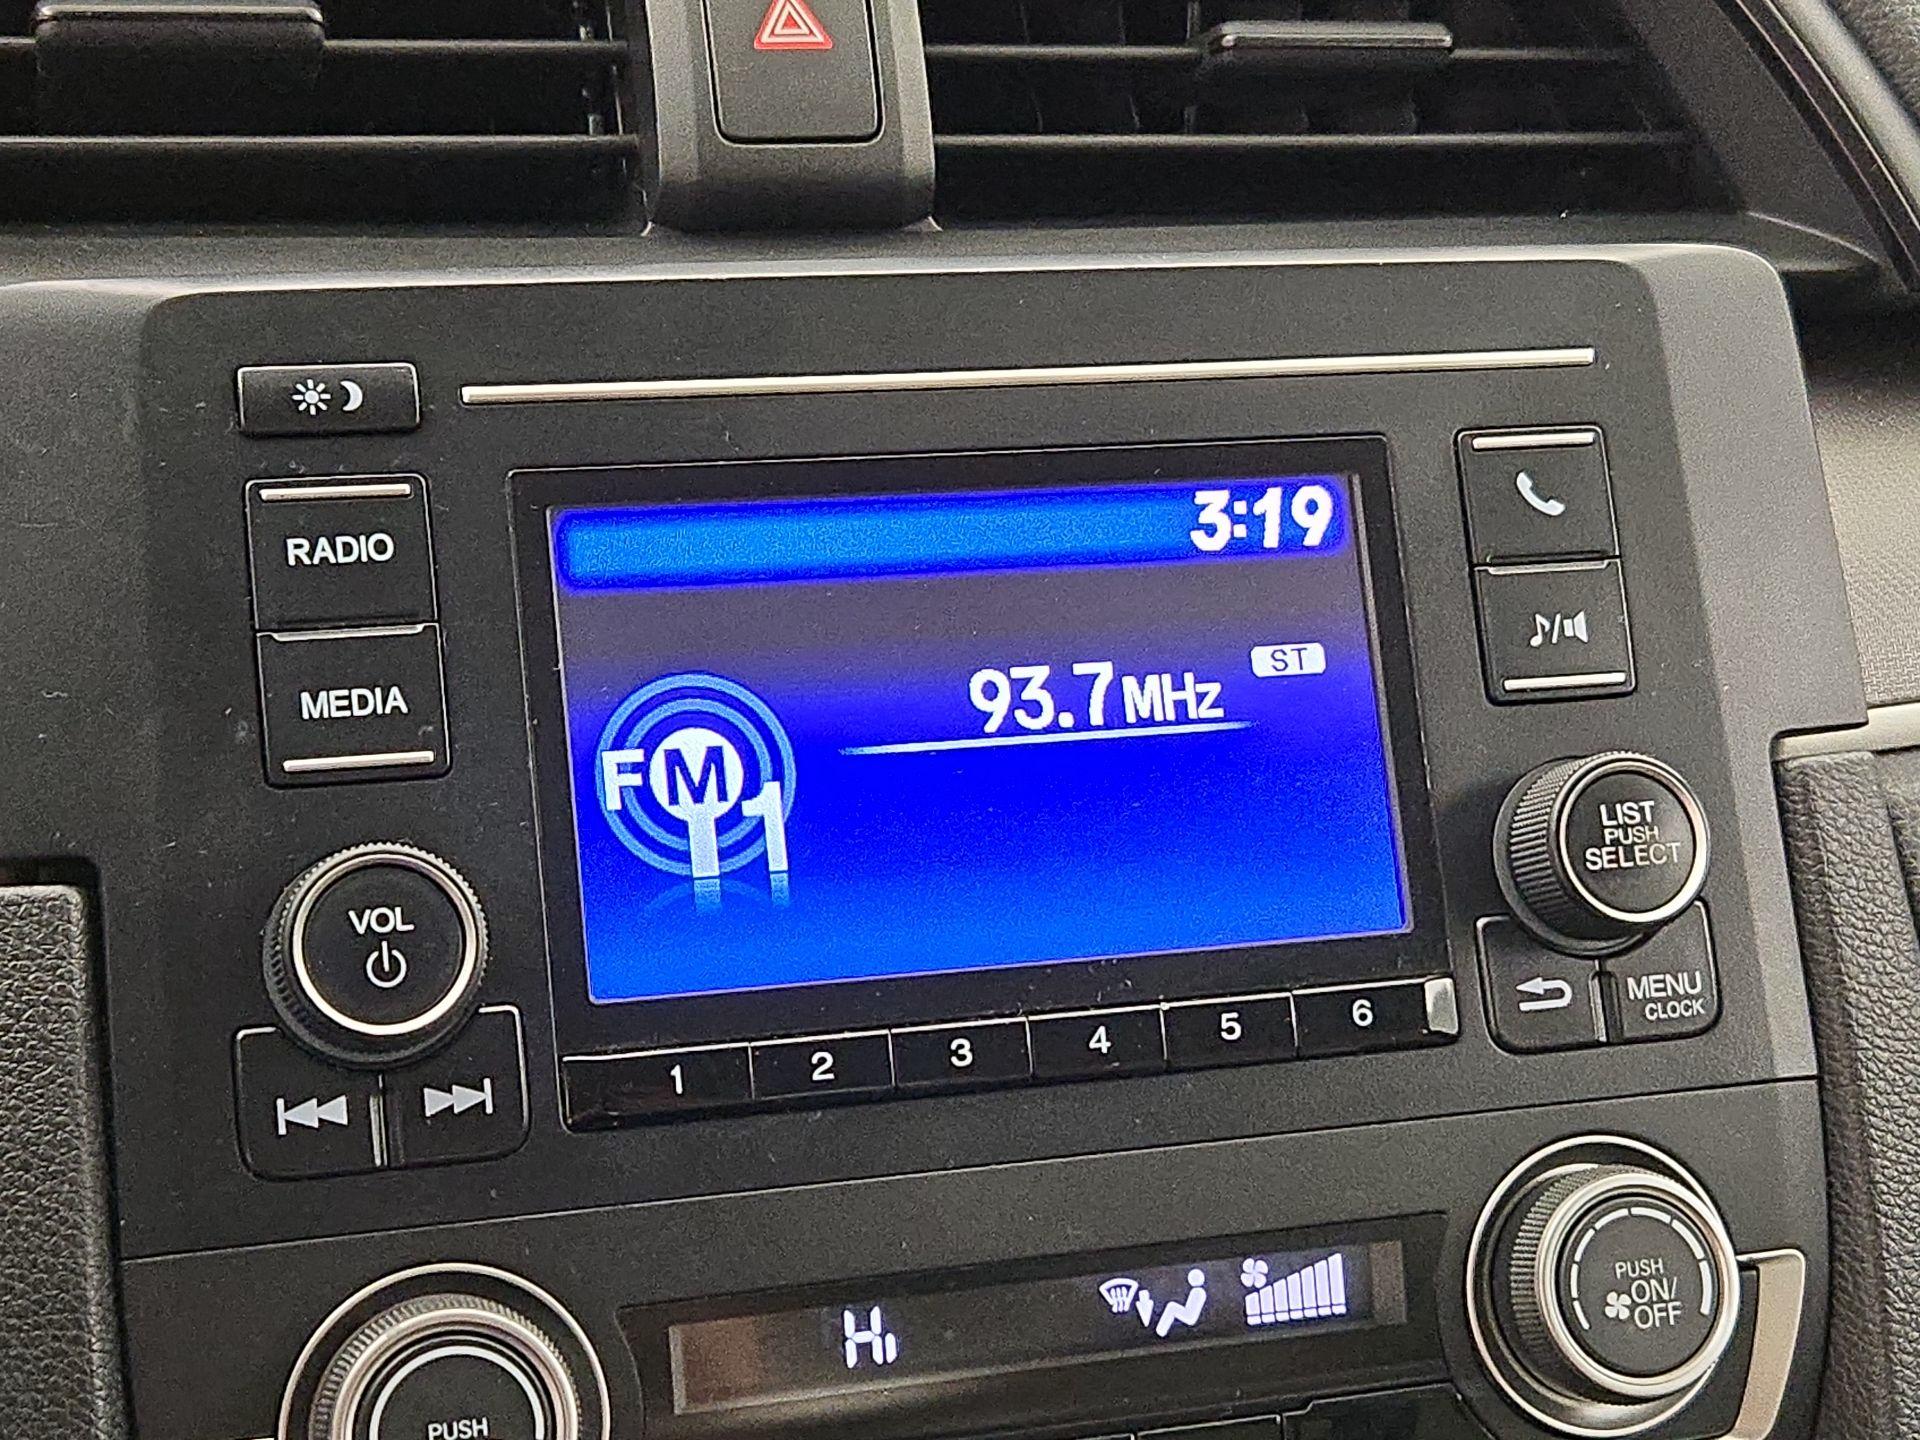 3:19
RADIO
93.7MHz
ST
MEDIA
FM
1
LIST
PUSH
SELECT
VOL
MENU
CLOCK
1 2 3 4 5 6
PUSH
ON/
OFF
Hi
PUSH